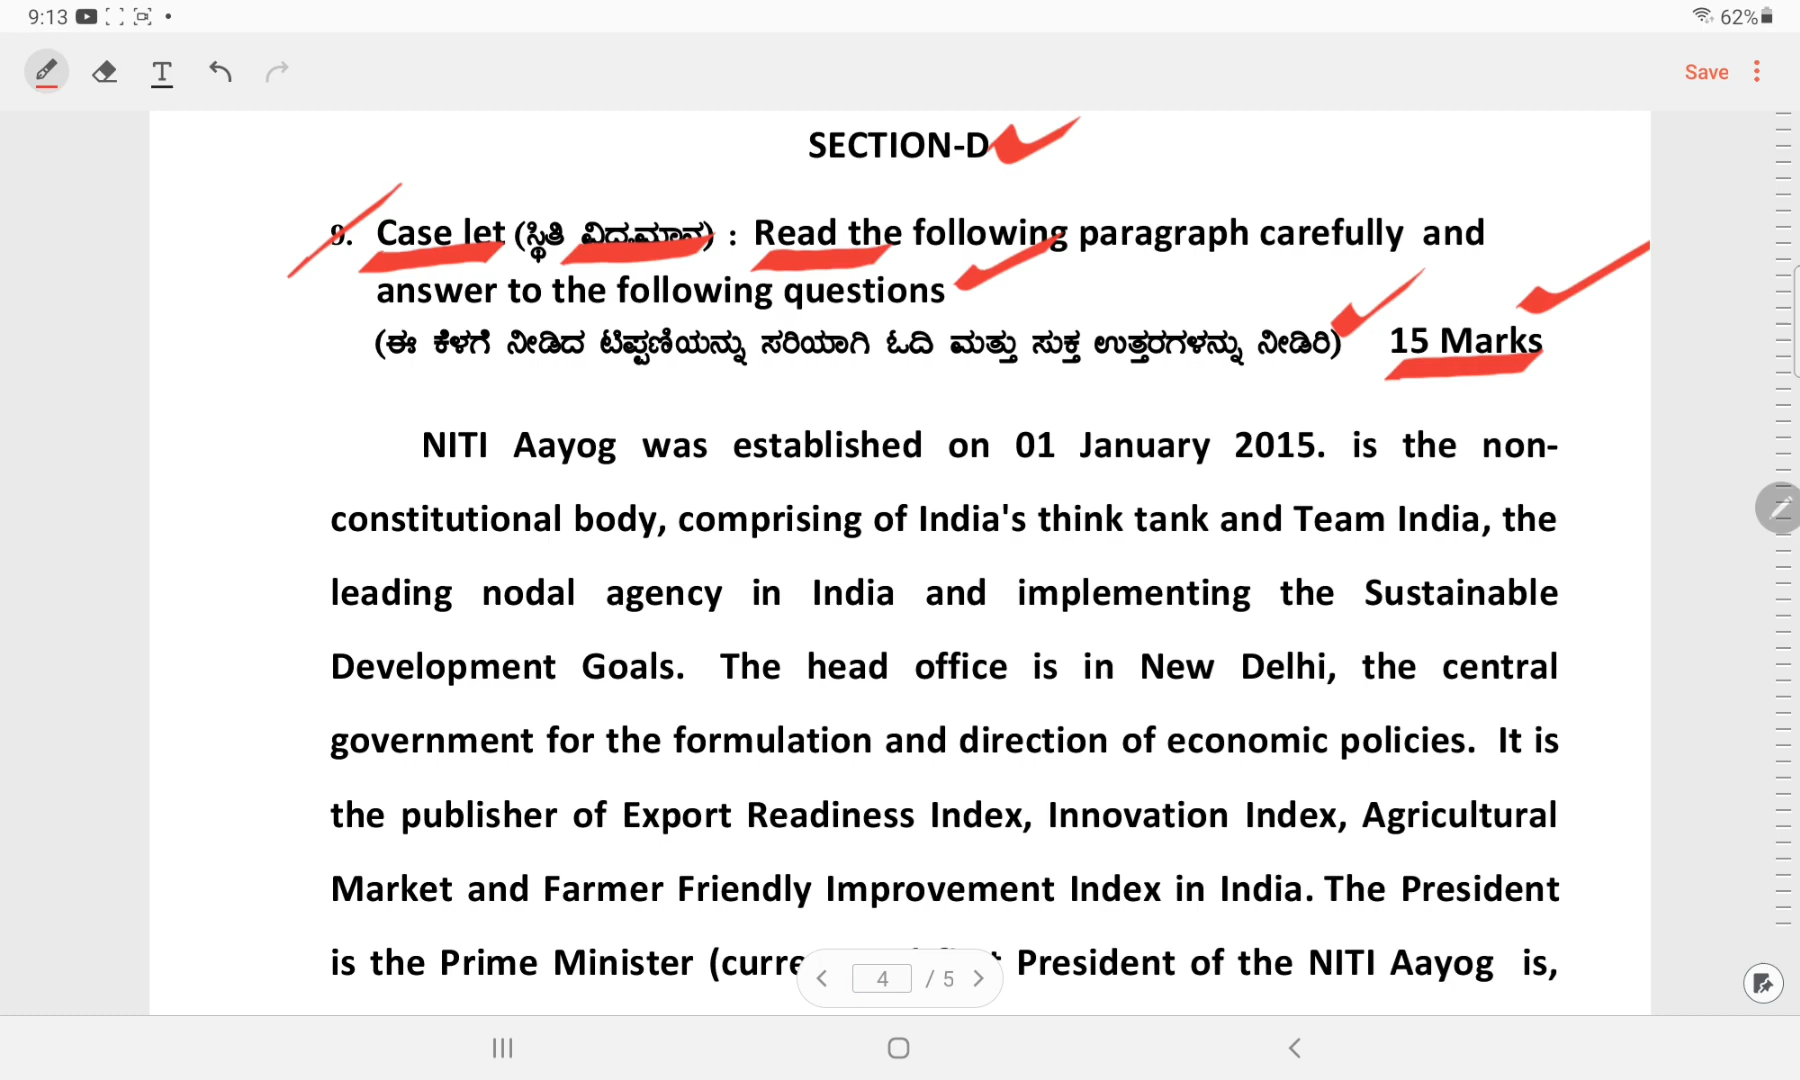 9:13
62%
Save
SECTION-D
9. Case let (ಸ್ಥಿತಿ ವಿದ್ಯಮಾನ) : Read the following paragraph carefully and
answer to the following questions
(ಈ ಕೆಳಗೆ ನೀಡಿದ ಟಿಪ್ಪಣಿಯನ್ನು ಸರಿಯಾಗಿ ಓದಿ ಮತ್ತು ಸುಕ್ತ ಉತ್ತರಗಳನ್ನು ನೀಡಿರಿ) 15 Marks
NITI Aayog was established on 01 January 2015. is the non-
constitutional body, comprising of India's think tank and Team India, the
leading nodal agency in India and implementing the Sustainable
Development Goals. The head office is in New Delhi, the central
government for the formulation and direction of economic policies. It is
the publisher of Export Readiness Index, Innovation Index, Agricultural
Market and Farmer Friendly Improvement Index in India. The President
is the Prime Minister President of the NITI Aayog is,
4 / 5